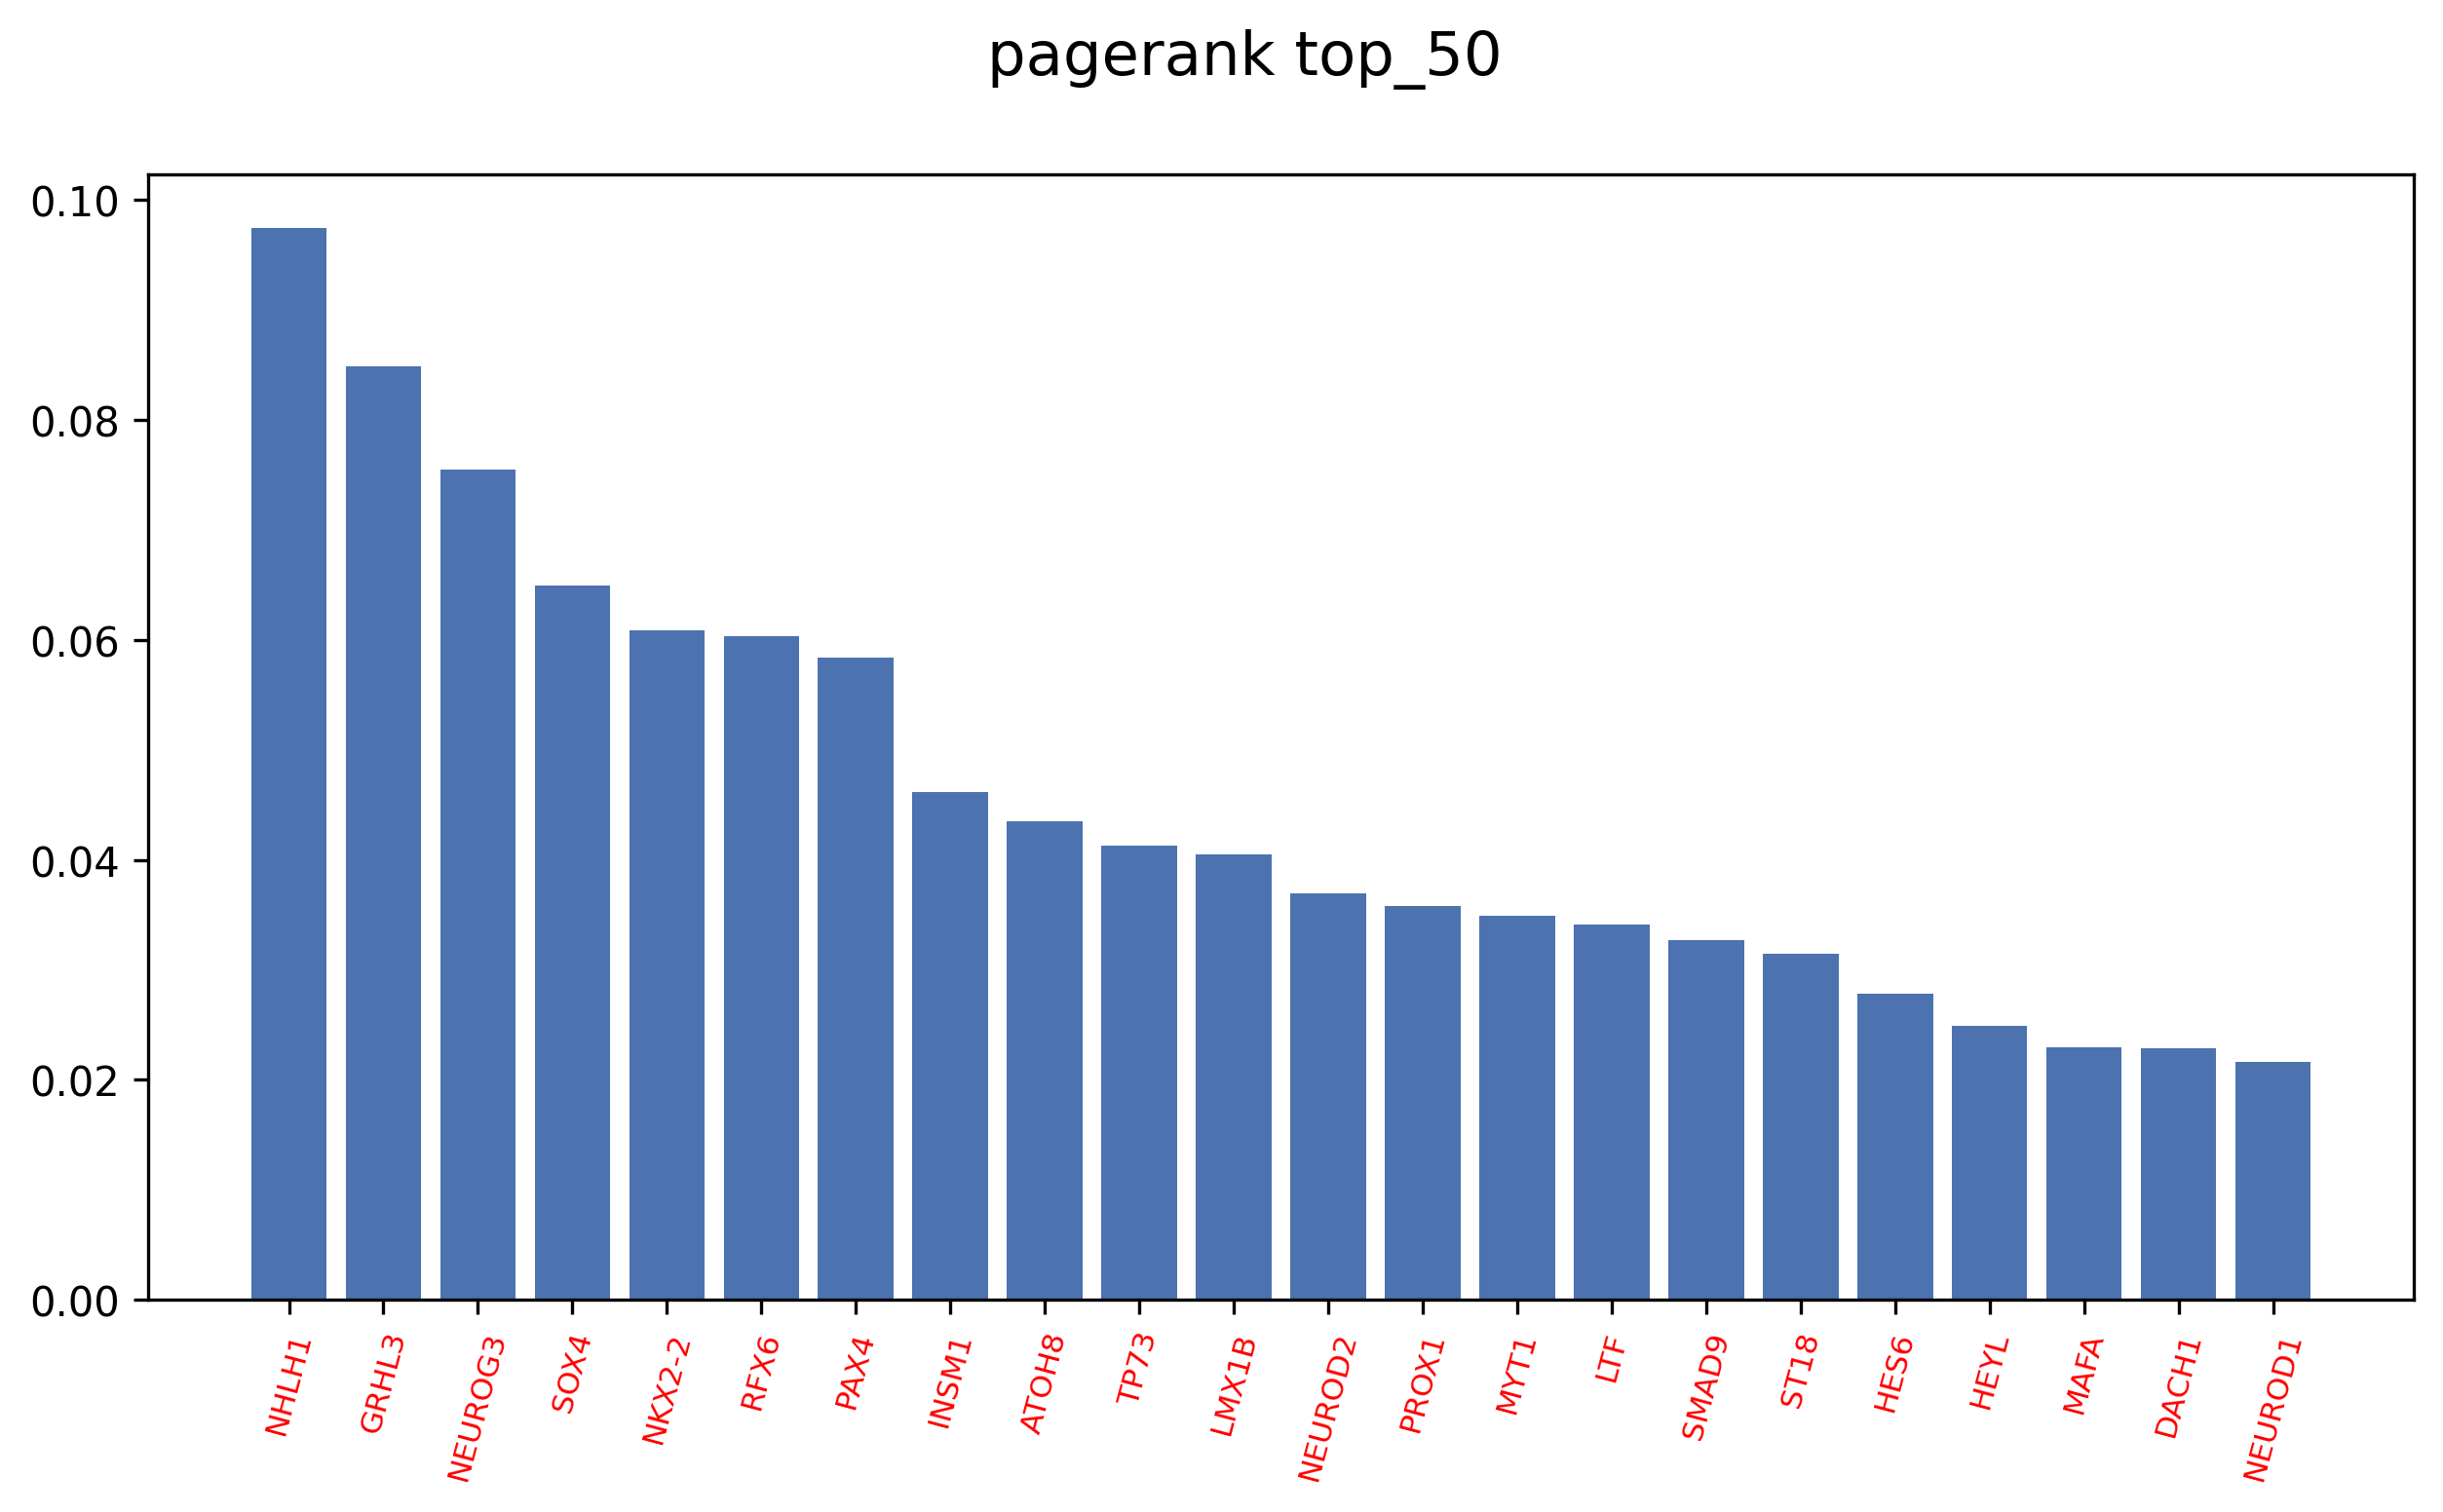 pagerank top_50
0.10
0.08
0.06
0.04
0.02
0.00
NHLH1
GRHL3
NEUROG3
SOX4
NKX2-2
RFX6
PAX4
INSM1
ATOH8
TP73
LMX1B
NEUROD2
PROX1
MYT1
LTF
SMAD9
ST18
HES6
HEYL
MAFA
DACH1
NEUROD1